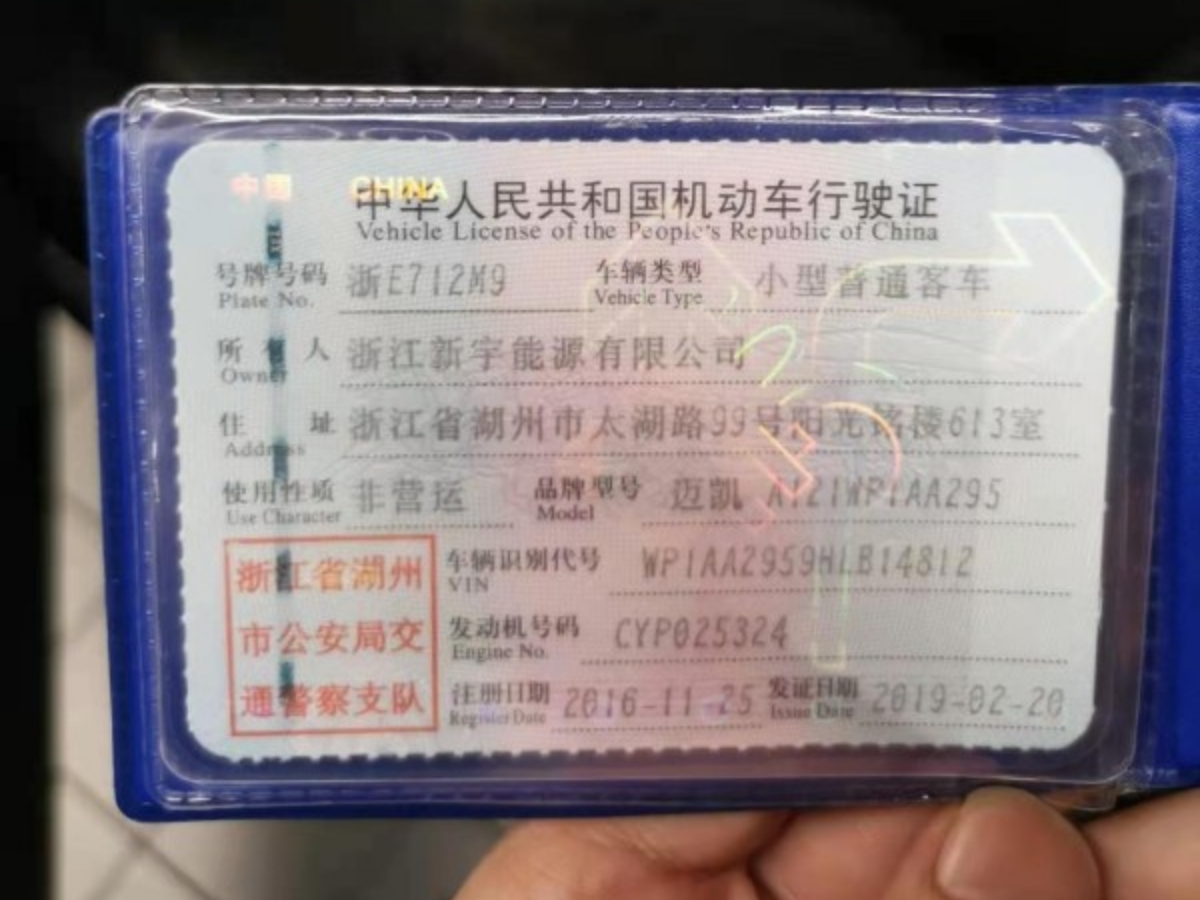 中国 CHINA
中华人民共和国机动车行驶证
Vehicle License of the People's Republic of China
号牌号码 浙E712M9 车辆类型 小型普通客车
Plate No. Vehicle Type
所有人 浙江新宇能源有限公司
Owner
住址 浙江省湖州市太湖路99号阳光铭楼613室
Address
使用性质 非营运 品牌型号 迈凯 A121WP1AA295
Use Character Model
浙江省湖州 车辆识别代号 WP1AA2959HLB14812
VIN
市公安局交 发动机号码 CYP025324
Engine No.
通警察支队 注册日期 2016-11-25 发证日期 2019-02-20
Register Date Issue Date